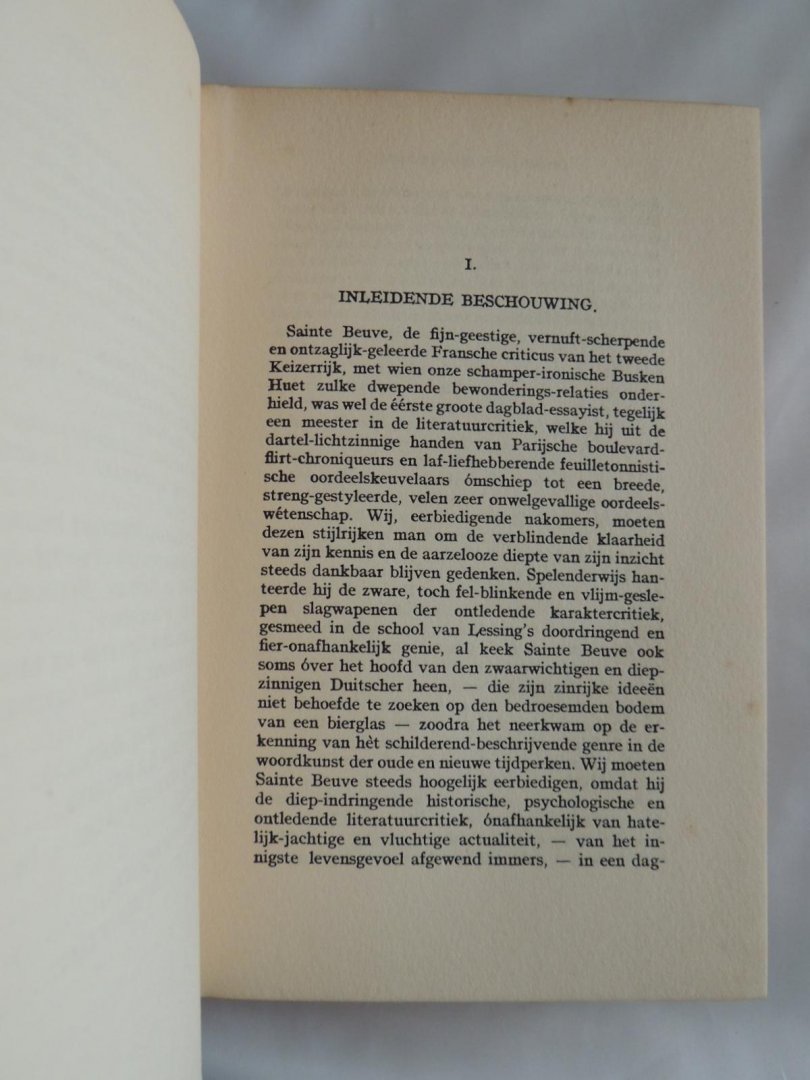 I.
INLEIDENDE BESCHOUWING.
Sainte Beuve, de fijn-geestige, vernuft-scherpende
en ontzaglijk-geleerde Fransche criticus van het tweede
Keizerrijk, met wien onze schamper-ironische Busken
Huet zulke dwepende bewonderings-relaties onder-
hield, was wel de éérste groote dagblad-essayist, tegelijk
een meester in de literatuurcritiek, welke hij uit de
dartel-lichtzinnige handen van Parijsche boulevard-
flirt-chroniqueurs en laf-liefhebberende feuilletonnisti-
sche oordeelskeuvelaars ómschiep tot een breede,
streng-gestyleerde, velen zeer onwelgevallige oordeels-
wétenschap. Wij, eerbiedigende nakomers, moeten
dezen stijlrijken man om de verblindende klaarheid
van zijn kennis en de aarzelooze diepte van zijn inzicht
steeds dankbaar blijven gedenken. Spelenderwijs han-
teerde hij de zware, toch fel-blinkende en vlijm-gesle-
pen slagwapenen der ontledende karaktercritiek,
gesmeed in de school van Lessing's doordringend en
fier-onafhankelijk genie, al keek Sainte Beuve ook
soms óver het hoofd van den zwaarwichtigen en diep-
zinnigen Duitscher heen, — die zijn zinrijke ideeën
niet behoefde te zoeken op den bedroesemden bodem
van een bierglas — zoodra het neerkwam op de er-
kenning van hèt schilderend-beschrijvende genre in de
woordkunst der oude en nieuwe tijdperken. Wij moeten
Sainte Beuve steeds hoogelijk eerbiedigen, omdat hij
de diep-indringende historische, psychologische en
ontledende literatuurcritiek, ónafhankelijk van hate-
lijk-jachtige en vluchtige actualiteit, — van het in-
nigste levensgevoel afgewend immers, — in een dag-